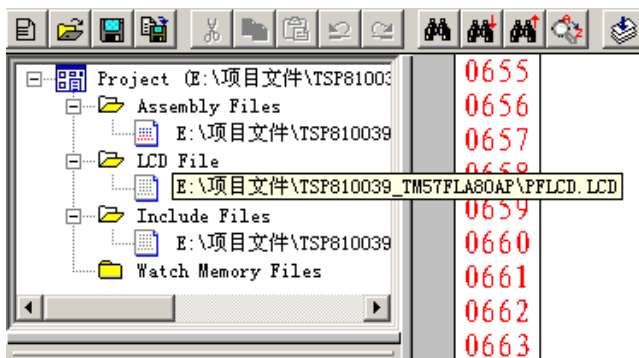 Project (E:\项目文件\TSP81003
Assembly Files
E:\项目文件\TSP810039
LCD File
E:\项目文件\TSP810039_TM57FLA80AP\PFLCD.LCD
Include Files
E:\项目文件\TSP810039
Watch Memory Files
0655
0656
0657
0658
0659
0660
0661
0662
0663